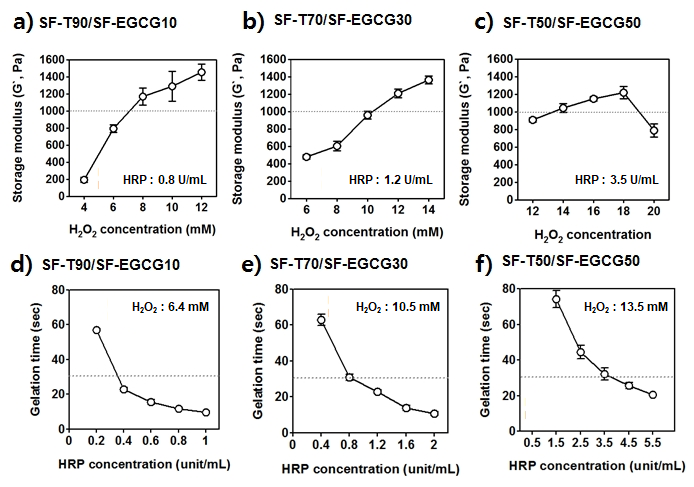 a) SF-T90/SF-EGCG10
b) SF-T70/SF-EGCG30
c) SF-T50/SF-EGCG50
Storage modulus (G`, Pa)
1600
1400
1200
1000
800
600
400
200
0
HRP : 0.8 U/mL
4 6 8 10 12
H2O2 concentration (mM)
Storage modulus (G`, Pa)
1600
1400
1200
1000
800
600
400
200
0
HRP : 1.2 U/mL
6 8 10 12 14
H2O2 concentration (mM)
Storage modulus (G`, Pa)
1600
1400
1200
1000
800
600
400
200
0
HRP : 3.5 U/mL
12 14 16 18 20
H2O2 concentration
d) SF-T90/SF-EGCG10
e) SF-T70/SF-EGCG30
f) SF-T50/SF-EGCG50
Gelation time (sec)
80
60
40
20
0
H2O2 : 6.4 mM
0 0.2 0.4 0.6 0.8 1
HRP concentration (unit/mL)
Gelation time (sec)
80
60
40
20
0
H2O2 : 10.5 mM
0 0.4 0.8 1.2 1.6 2
HRP concentration (unit/mL)
Gelation time (sec)
80
60
40
20
0
H2O2 : 13.5 mM
0.5 1.5 2.5 3.5 4.5 5.5
HRP concentration (unit/mL)